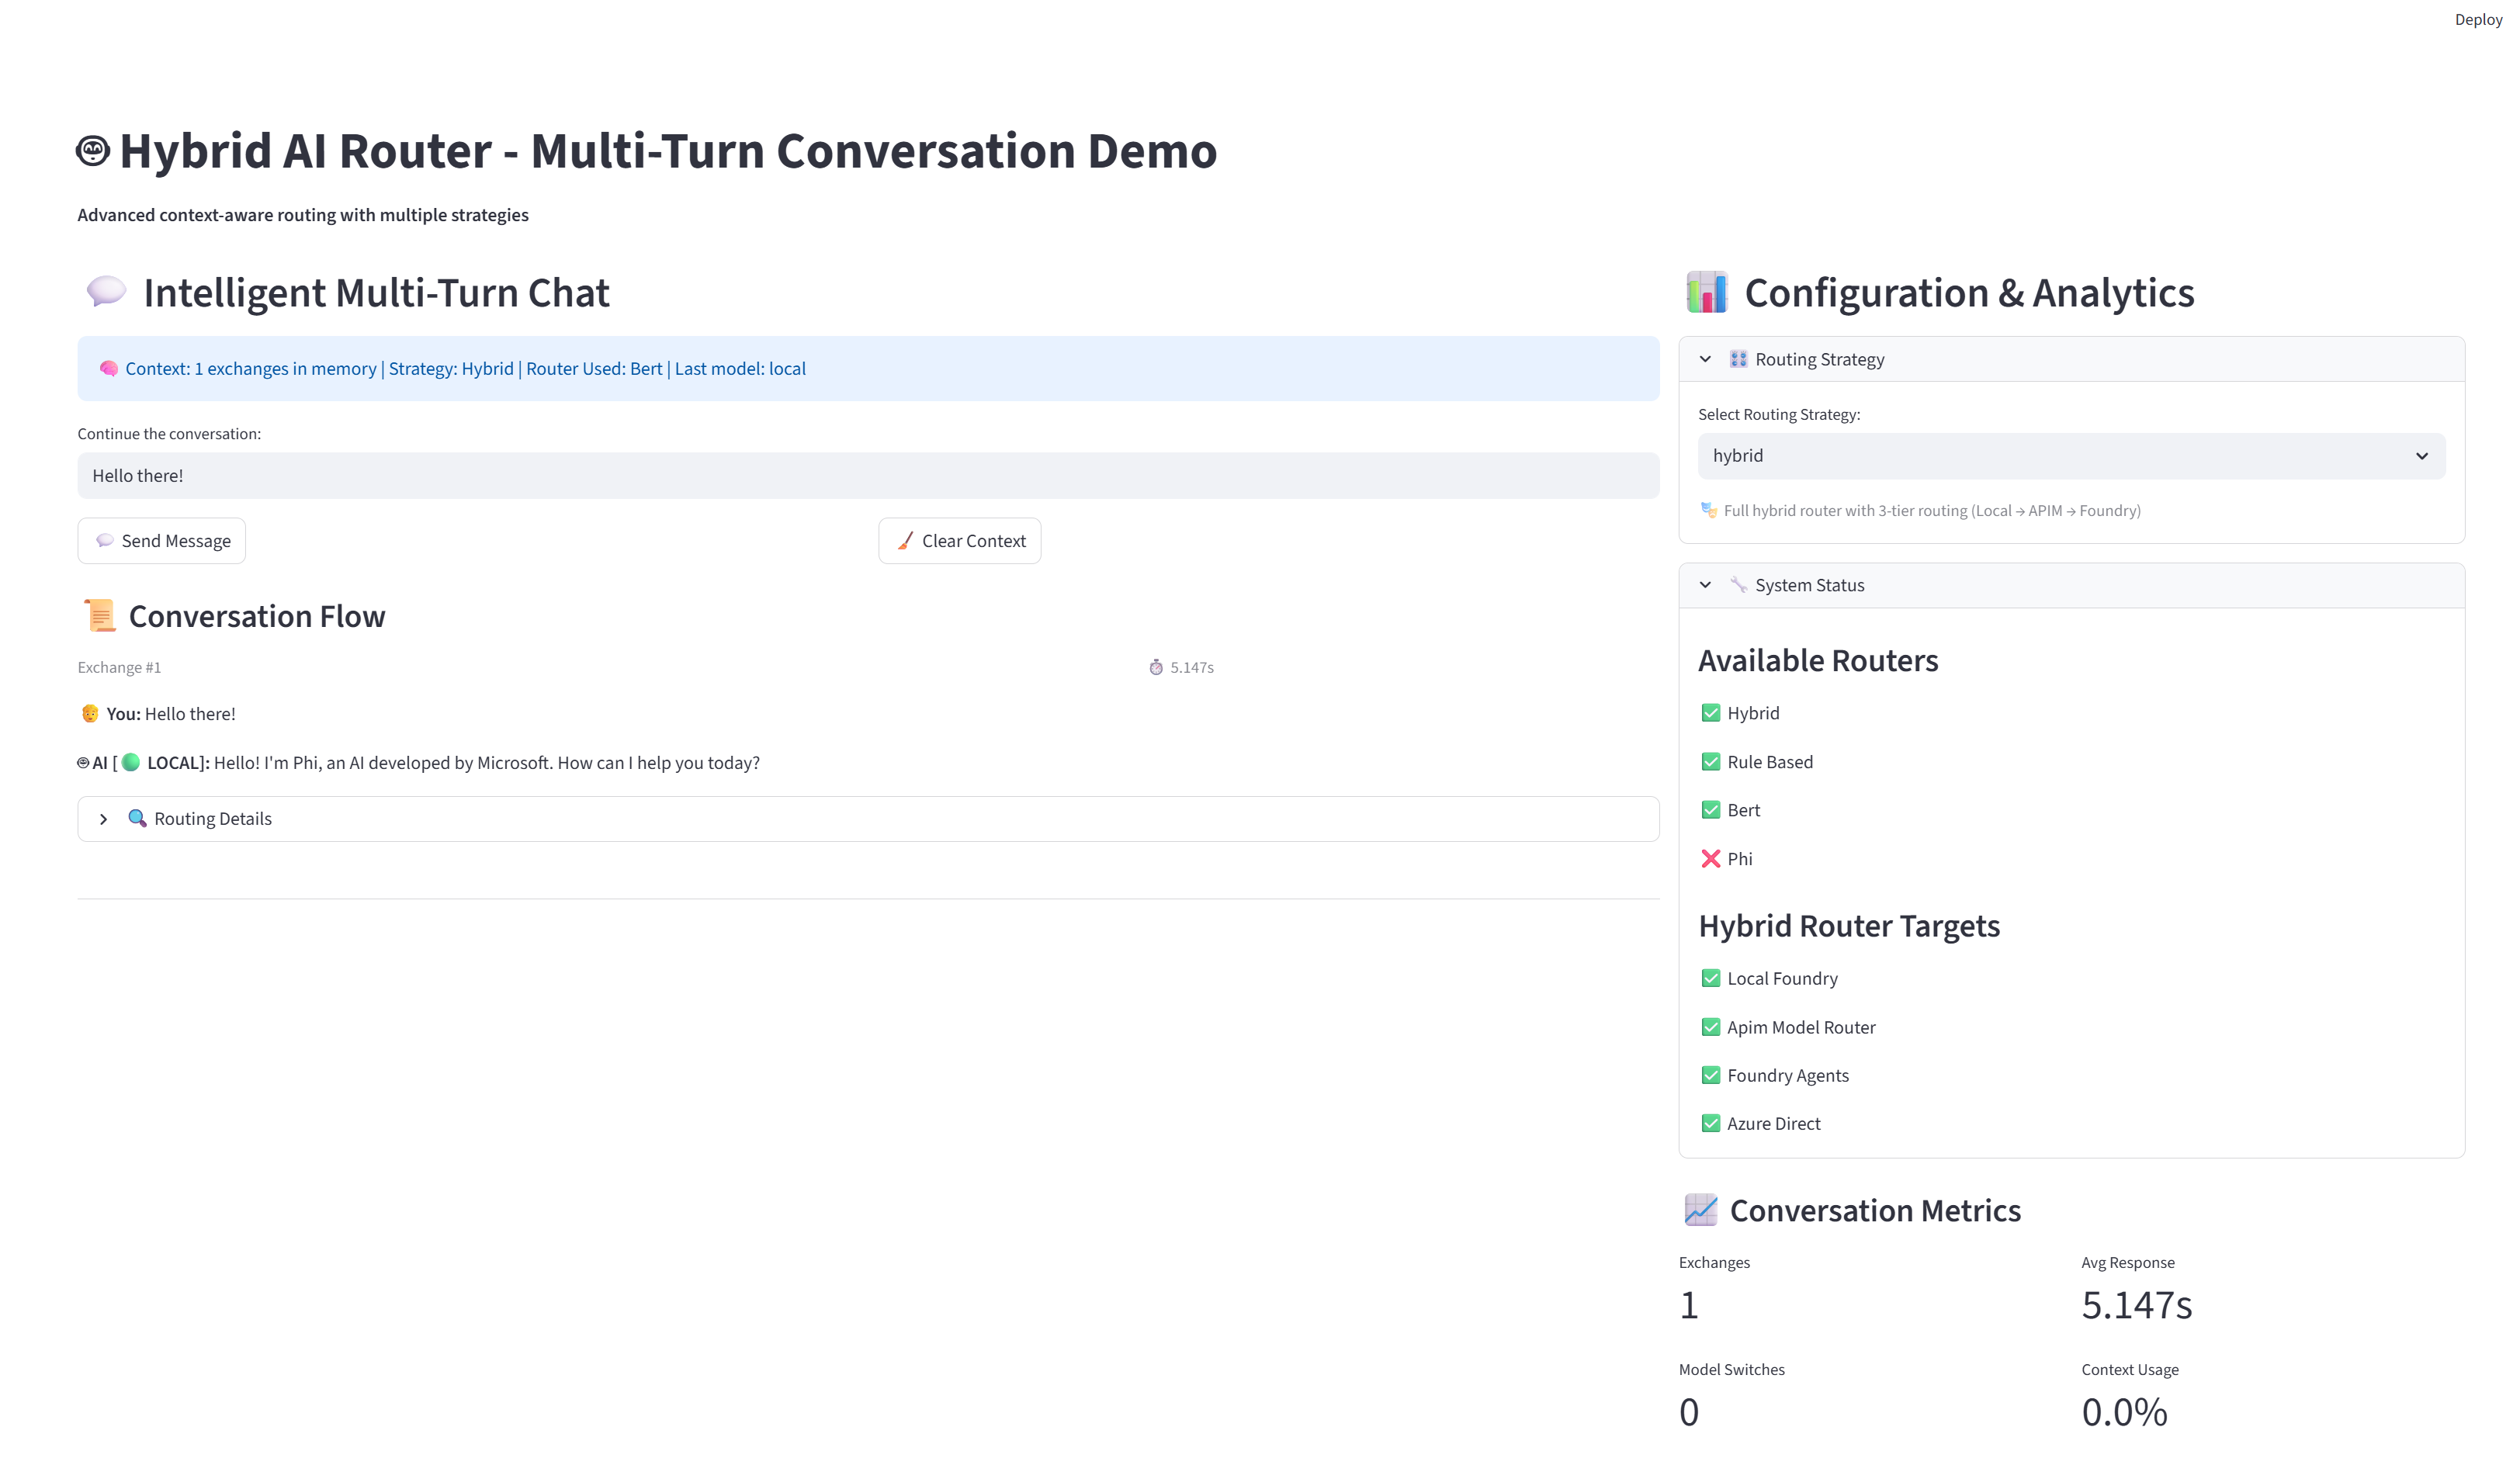 Deploy
Hybrid AI Router - Multi-Turn Conversation Demo
Advanced context-aware routing with multiple strategies
Intelligent Multi-Turn Chat
Context: 1 exchanges in memory | Strategy: Hybrid | Router Used: Bert | Last model: local
Continue the conversation:
Hello there!
Send Message
Clear Context
Conversation Flow
Exchange #1
5.147s
You: Hello there!
AI [ LOCAL]: Hello! I'm Phi, an AI developed by Microsoft. How can I help you today?
Routing Details
Configuration & Analytics
Routing Strategy
Select Routing Strategy:
hybrid
Full hybrid router with 3-tier routing (Local → APIM → Foundry)
System Status
Available Routers
Hybrid
Rule Based
Bert
Phi
Hybrid Router Targets
Local Foundry
Apim Model Router
Foundry Agents
Azure Direct
Conversation Metrics
Exchanges
1
Avg Response
5.147s
Model Switches
0
Context Usage
0.0%